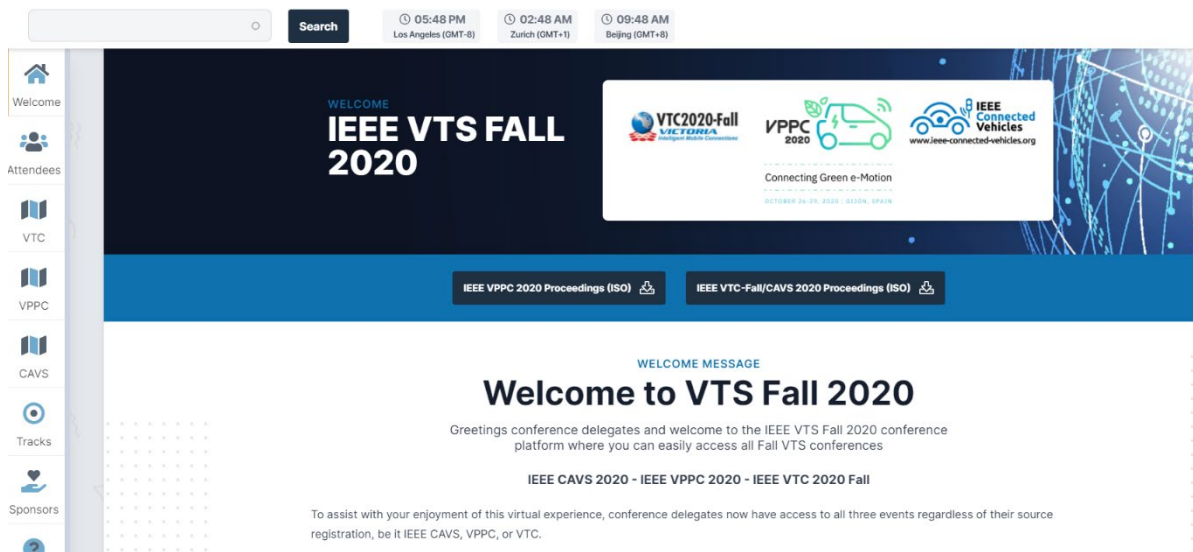 Search
05:48 PM
Los Angeles (GMT-8)
02:48 AM
Zurich (GMT+1)
09:48 AM
Beijing (GMT+8)
Welcome
Attendees
VTC
VPPC
CAVS
Tracks
Sponsors
?
WELCOME
IEEE VTS FALL
2020
VTC2020-Fall
VICTORIA
Intelligent Mobile Connections
VPPC
2020
Connecting Green e-Motion
OCTOBER 26-29, 2020 | GIJÓN, SPAIN
IEEE
Connected
Vehicles
www.ieee-connected-vehicles.org
IEEE VPPC 2020 Proceedings (ISO)
IEEE VTC-Fall/CAVS 2020 Proceedings (ISO)
WELCOME MESSAGE
Welcome to VTS Fall 2020
Greetings conference delegates and welcome to the IEEE VTS Fall 2020 conference
platform where you can easily access all Fall VTS conferences
IEEE CAVS 2020 - IEEE VPPC 2020 - IEEE VTC 2020 Fall
To assist with your enjoyment of this virtual experience, conference delegates now have access to all three events regardless of their source
registration, be it IEEE CAVS, VPPC, or VTC.